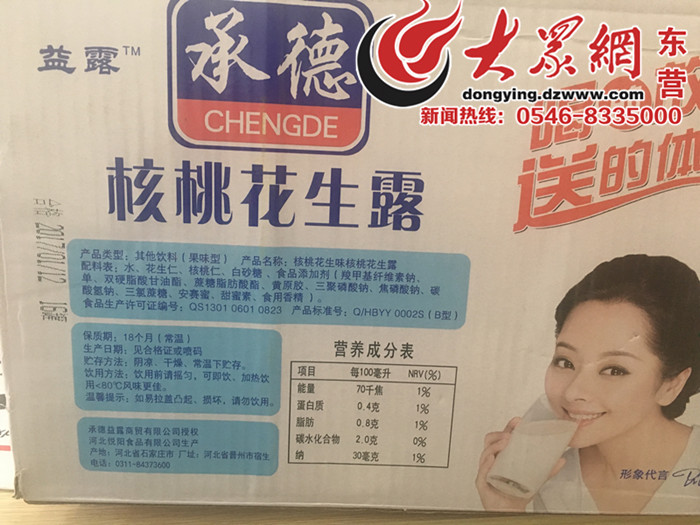 益露™
承德
CHENGDE
大众網
东营
dongying.dzwww.com
新闻热线：0546-8335000
送的体
核桃花生露
2017/01/12
产品类型：其他饮料（果味型） 产品名称：核桃花生味核桃花生露
配料表：水、花生仁、核桃仁、白砂糖、食品添加剂（羧甲基纤维素钠、
单、双硬脂酸甘油酯、蔗糖脂肪酸酯、黄原胶、三聚磷酸钠、焦磷酸钠、碳
酸氢钠、三氯蔗糖、安赛蜜、甜蜜素、食用香精）。
食品生产许可证编号：QS1301 0601 0823 产品标准号：Q/HBYY 0002S（B型）
保质期：18个月（常温）
生产日期：见合格证或喷码
贮存方法：阴凉、干燥、常温下贮存。
饮用方法：饮用前请摇匀。可即饮、加热饮
用<80℃风味更佳。
温馨提示：如易拉盖凸起、损坏，请勿饮用。
承德益露商贸有限公司授权
河北悦阳食品有限公司生产
产地：河北省石家庄市 厂址：河北省晋州市宿生
电话：0311-84373600
营养成分表
项目 每100毫升 NRV(%)
能量 70千焦 1%
蛋白质 0.4克 1%
脂肪 0.8克 1%
碳水化合物 2.0克 0%
纳 30毫克 1%
形象代言